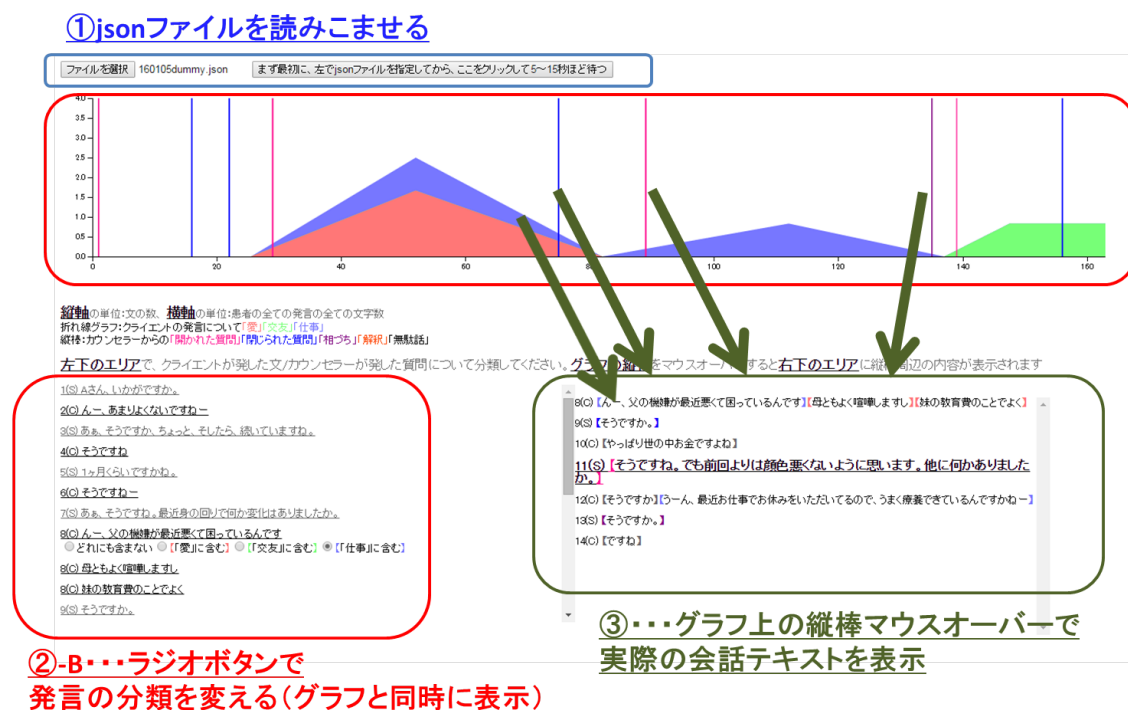 ①jsonファイルを読みこませる
ファイルを選択 160105dummy.json まず最初に、左でjsonファイルを指定してから、ここをクリックして5～15秒ほど待つ
4.0
3.5
3.0
2.5
2.0
1.5
1.0
0.5
0.0
0 20 40 60 80 100 120 140 160
縦軸の単位:文の数、横軸の単位:患者の全ての発言の全ての文字数
折れ線グラフ:クライエントの発言について「愛」「交友」「仕事」
縦棒:カウンセラーからの「開かれた質問」「閉じられた質問」「相づち」「解釈」「無駄話」
左下のエリアで、クライエントが発した文/カウンセラーが発した質問について分類してください。グラフの縦棒をマウスオーバーすると右下のエリアに縦棒周辺の内容が表示されます
1(S) Aさん、いかがですか。
2(C) んー、あまりよくないですねー
3(S) あぁ、そうですか、ちょっと、そしたら、続いていますね。
4(C) そうですね
5(S) 1ヶ月くらいですかね。
6(C) そうですねー
7(S) あぁ、そうですね。最近身の回りで何か変化はありましたか。
8(C) んー、父の機嫌が最近悪くて困っているんです
どれにも含まない 【「愛」に含む】 【「交友」に含む】 【「仕事」に含む】
8(C) 母ともよく喧嘩しますし
8(C) 妹の教育費のことでよく
9(S) そうですか。
8(C) 【んー、父の機嫌が最近悪くて困っているんです】【母ともよく喧嘩しますし】【妹の教育費のことでよく】
9(S) 【そうですか。】
10(C) 【やっぱり世の中お金ですよね】
11(S) 【そうですね。でも前回よりは顔色悪くないように思います。他に何かありました
か。】
12(C) 【そうですか】【うーん、最近お仕事でお休みをいただいてるので、うまく療養できているんですかねー】
13(S) 【そうですか。】
14(C) 【ですね】
②-B・・・ラジオボタンで
発言の分類を変える（グラフと同時に表示）
③・・・グラフ上の縦棒マウスオーバーで
実際の会話テキストを表示